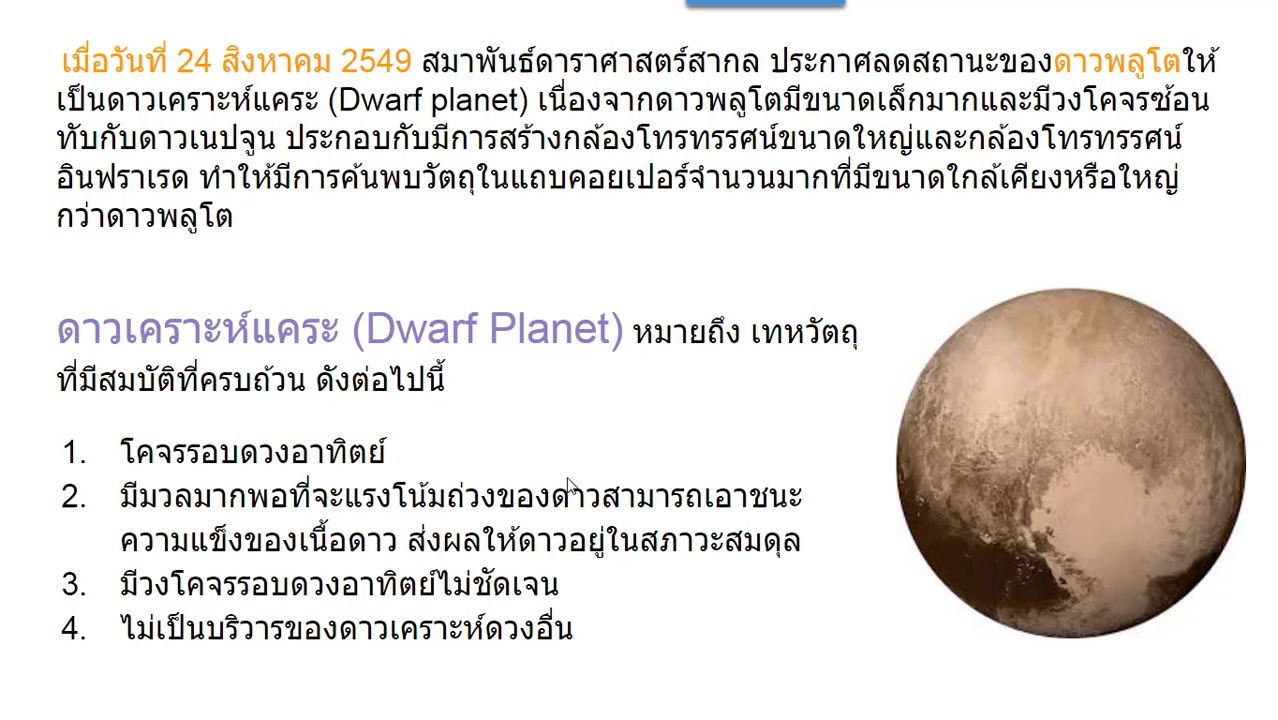 เมื่อวันที่ 24 สิงหาคม 2549 สมาพันธ์ดาราศาสตร์สากล ประกาศลดสถานะของดาวพลูโตให้
เป็นดาวเคราะห์แคระ (Dwarf planet) เนื่องจากดาวพลูโตมีขนาดเล็กมากและมีวงโคจรซ้อน
ทับกับดาวเนปจูน ประกอบกับมีการสร้างกล้องโทรทรรศน์ขนาดใหญ่และกล้องโทรทรรศน์
อินฟราเรด ทำให้มีการค้นพบวัตถุในแถบคอยเปอร์จำนวนมากที่มีขนาดใกล้เคียงหรือใหญ่
กว่าดาวพลูโต
ดาวเคราะห์แคระ (Dwarf Planet) หมายถึง เทหวัตถุ
ที่มีสมบัติที่ครบถ้วน ดังต่อไปนี้
1. โคจรรอบดวงอาทิตย์
2. มีมวลมากพอที่จะแรงโน้มถ่วงของดาวสามารถเอาชนะ
ความแข็งของเนื้อดาว ส่งผลให้ดาวอยู่ในสภาวะสมดุล
3. มีวงโคจรรอบดวงอาทิตย์ไม่ชัดเจน
4. ไม่เป็นบริวารของดาวเคราะห์ดวงอื่น